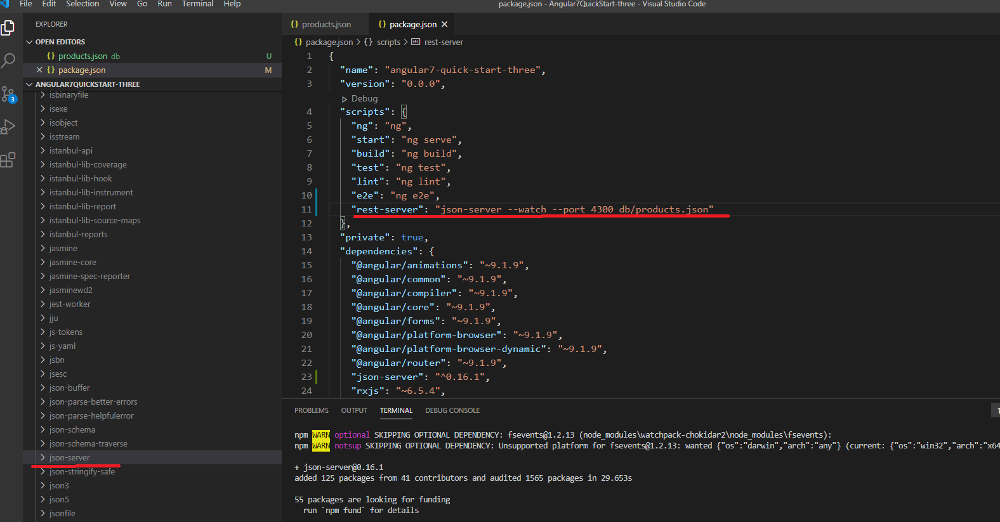 File Edit Selection View Go Run Terminal Help
package.json - Angular7QuickStart-three - Visual Studio Code
EXPLORER
OPEN EDITORS
{} products.json db U
{} package.json M
ANGULAR7QUICKSTART-THREE
isbinaryfile
isexe
isobject
isstream
istanbul-api
istanbul-lib-coverage
istanbul-lib-hook
istanbul-lib-instrument
istanbul-lib-report
istanbul-lib-source-maps
istanbul-reports
jasmine
jasmine-core
jasmine-spec-reporter
jasminewd2
jest-worker
jju
js-tokens
js-yaml
jsbn
jsesc
json-buffer
json-parse-better-errors
json-parse-helpfulerror
json-schema
json-schema-traverse
json-server
json-stringify-safe
json3
json5
jsonfile
3
{} products.json {} package.json
{} package.json > {} scripts > abc rest-server
1 {
2 "name": "angular7-quick-start-three",
3 "version": "0.0.0",
Debug
4 "scripts": {
5 "ng": "ng",
6 "start": "ng serve",
7 "build": "ng build",
8 "test": "ng test",
9 "lint": "ng lint",
10 "e2e": "ng e2e",
11 "rest-server": "json-server --watch --port 4300 db/products.json"
12 },
13 "private": true,
14 "dependencies": {
15 "@angular/animations": "~9.1.9",
16 "@angular/common": "~9.1.9",
17 "@angular/compiler": "~9.1.9",
18 "@angular/core": "~9.1.9",
19 "@angular/forms": "~9.1.9",
20 "@angular/platform-browser": "~9.1.9",
21 "@angular/platform-browser-dynamic": "~9.1.9",
22 "@angular/router": "~9.1.9",
23 "json-server": "^0.16.1",
24 "rxjs": "~6.5.4",
PROBLEMS OUTPUT TERMINAL DEBUG CONSOLE 1
npm WARN optional SKIPPING OPTIONAL DEPENDENCY: fsevents@1.2.13 (node_modules\watchpack-chokidar2\node_modules\fsevents):
npm WARN notsup SKIPPING OPTIONAL DEPENDENCY: Unsupported platform for fsevents@1.2.13: wanted {"os":"darwin","arch":"any"} (current: {"os":"win32","arch":"x64
+ json-server@0.16.1
added 125 packages from 41 contributors and audited 1565 packages in 29.653s
55 packages are looking for funding
run `npm fund` for details